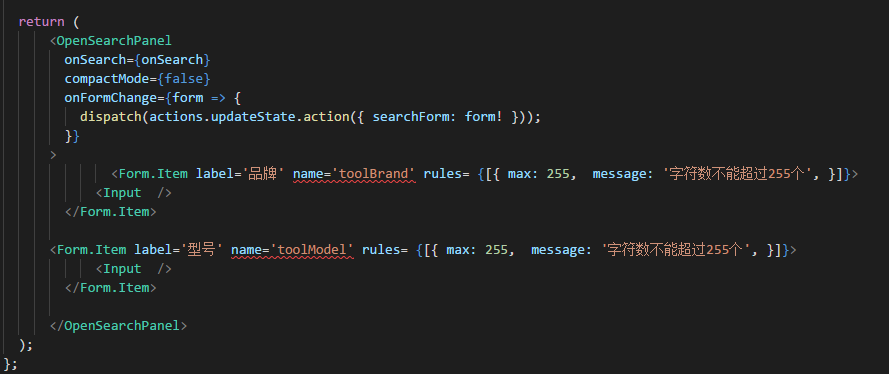 return (
<OpenSearchPanel
onSearch={onSearch}
compactMode={false}
onFormChange={form => {
dispatch(actions.updateState.action({ searchForm: form! }));
}}
>
<Form.Item label='品牌' name='toolBrand' rules= {[{ max: 255,  message: '字符数不能超过255个', }]}>
<Input  />
</Form.Item>
<Form.Item label='型号' name='toolModel' rules= {[{ max: 255,  message: '字符数不能超过255个', }]}>
<Input  />
</Form.Item>
</OpenSearchPanel>
);
};